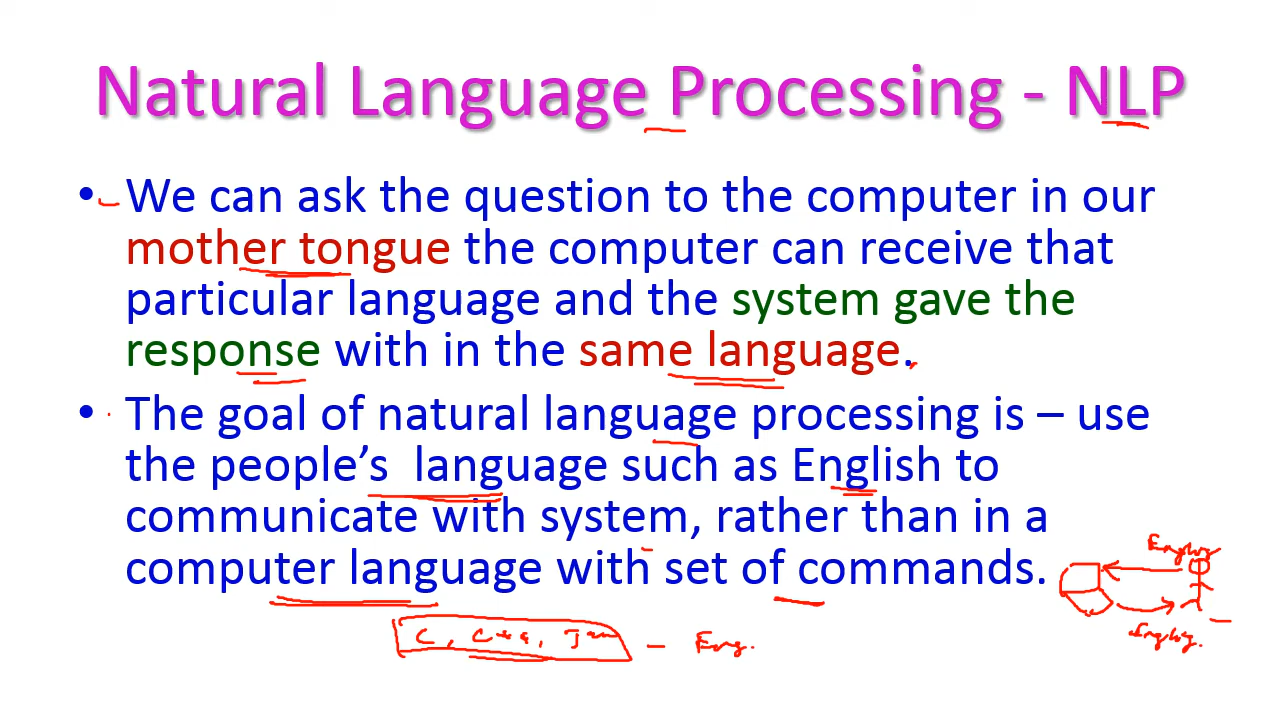 Natural Language Processing - NLP
• We can ask the question to the computer in our
mother tongue the computer can receive that
particular language and the system gave the
response with in the same language.
• The goal of natural language processing is – use
the people's  language such as English to
communicate with system, rather than in a
computer language with set of commands.
C, C++, Jav – Eng.